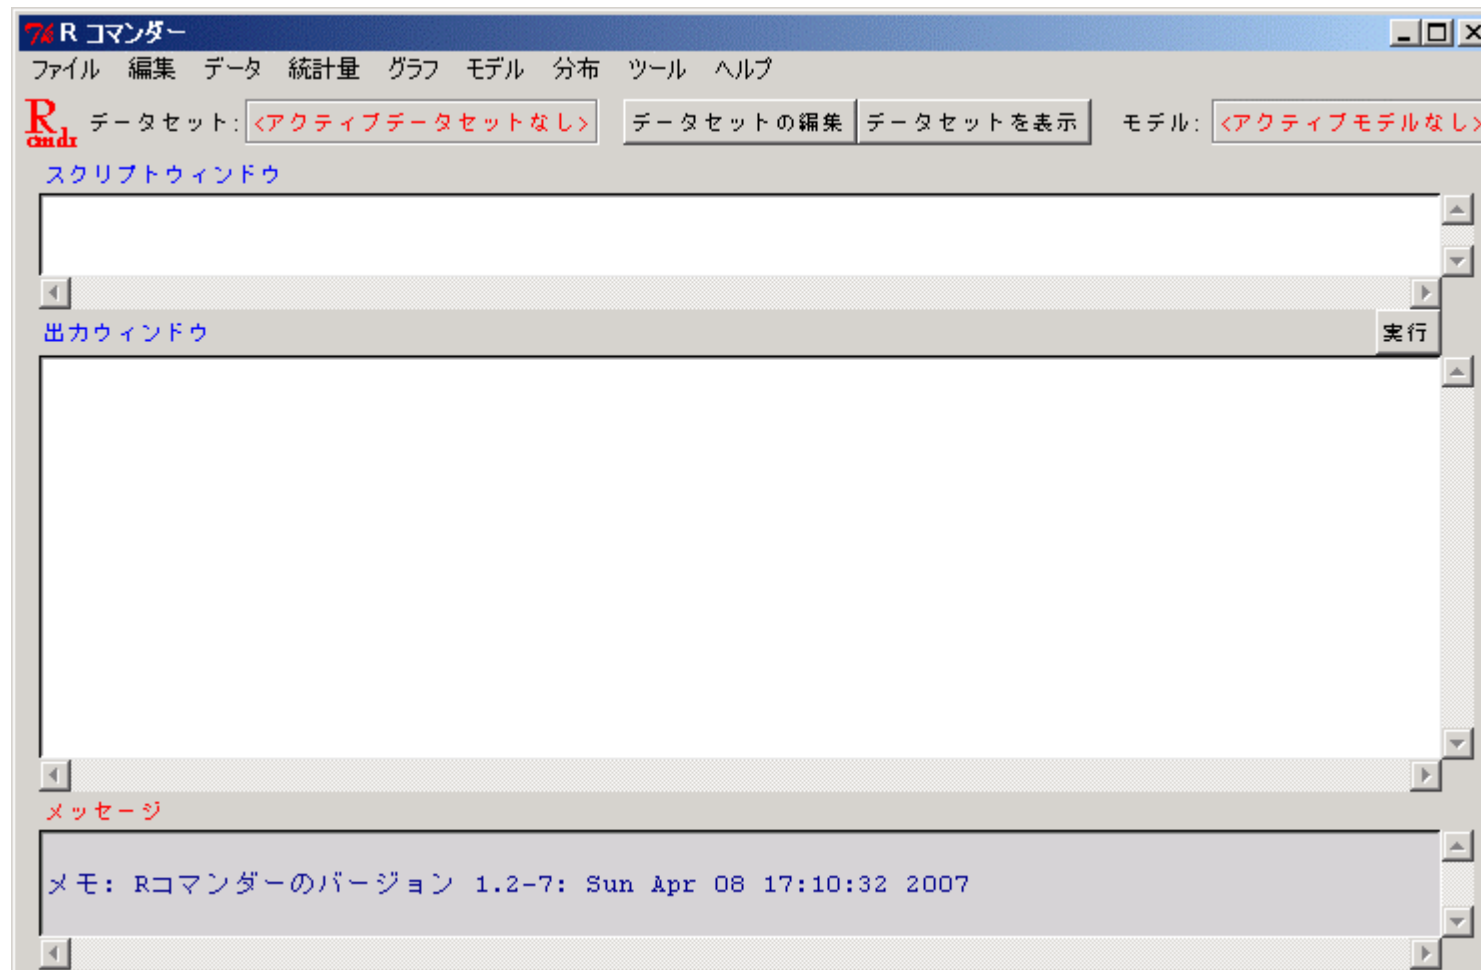 R コマンダー
ファイル 編集 データ 統計量 グラフ モデル 分布 ツール ヘルプ
R cmdr データセット: <アクティブデータセットなし> データセットの編集 データセットを表示 モデル: <アクティブモデルなし>
スクリプトウィンドウ
出力ウィンドウ 実行
メッセージ
メモ: Rコマンダーのバージョン 1.2-7: Sun Apr 08 17:10:32 2007